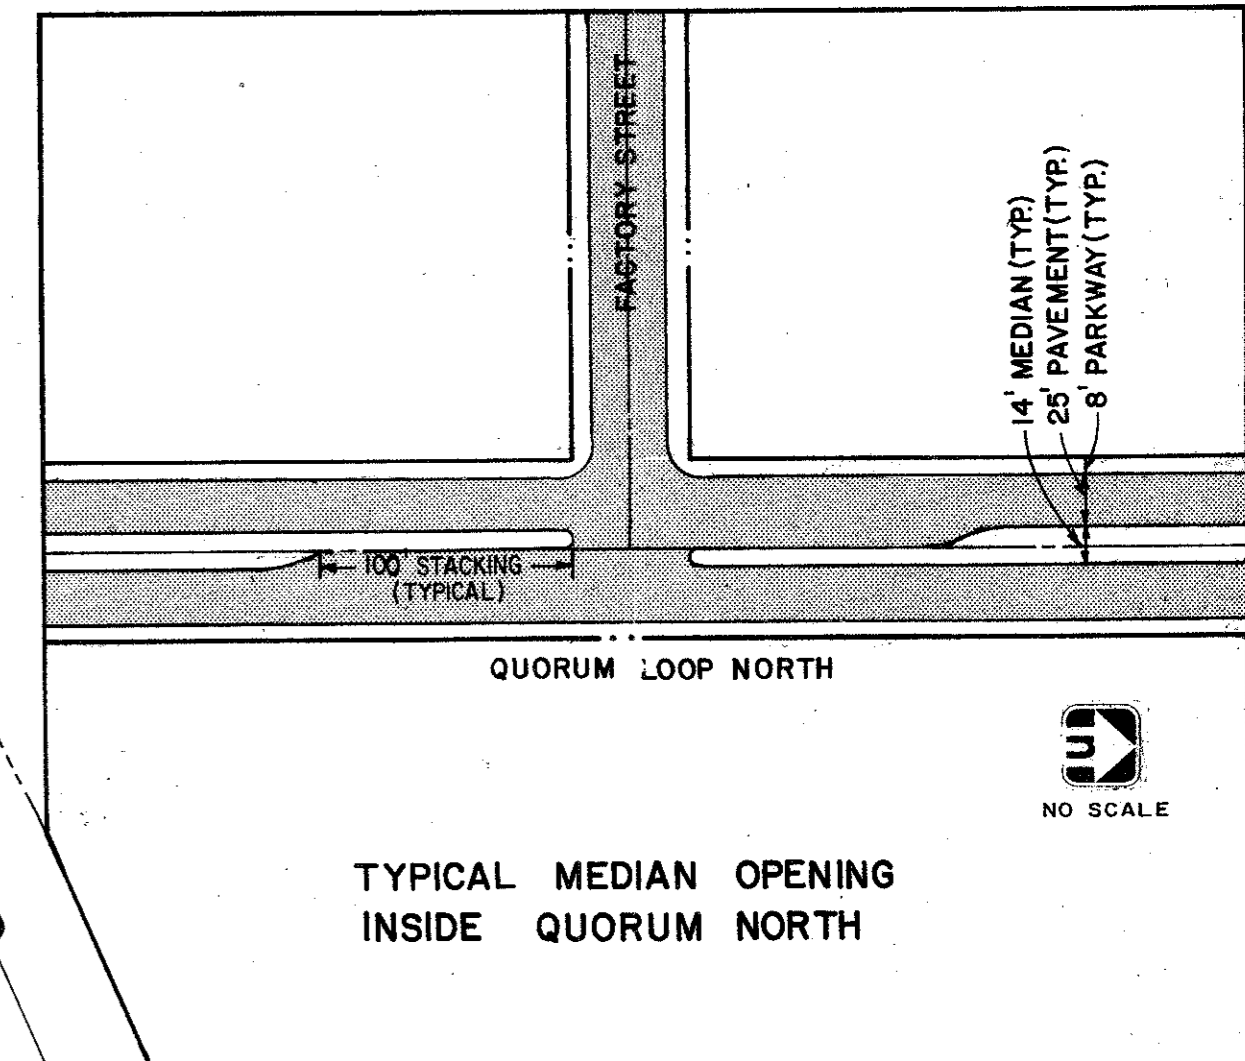 FACTORY STREET
14' MEDIAN (TYP.)
25' PAVEMENT (TYP.)
8' PARKWAY (TYP.)
100' STACKING
(TYPICAL)
QUORUM LOOP NORTH
NO SCALE
TYPICAL MEDIAN OPENING
INSIDE QUORUM NORTH